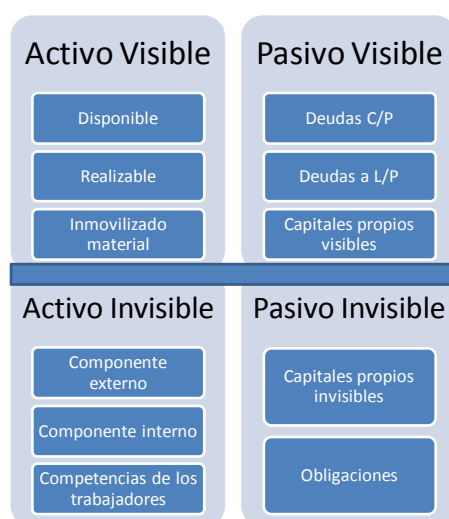 Activo Visible
Disponible
Realizable
Inmovilizado
material
Pasivo Visible
Deudas C/P
Deudas a L/P
Capitales propios
visibles
Activo Invisible
Componente
externo
Componente interno
Competencias de los
trabajadores
Pasivo Invisible
Capitales propios
invisibles
Obligaciones